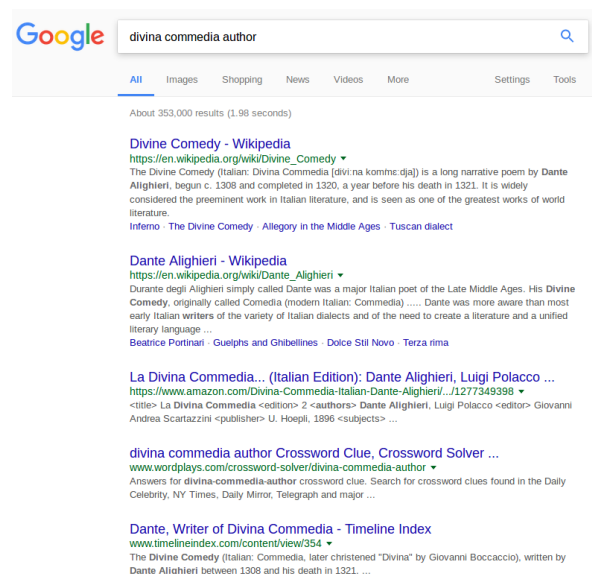 Google
divina commedia author
All Images Shopping News Videos More Settings Tools
About 353,000 results (1.98 seconds)
Divine Comedy - Wikipedia
https://en.wikipedia.org/wiki/Divine_Comedy
The Divine Comedy (Italian: Divina Commedia [diˈviːna komˈmɛːdja]) is a long narrative poem by Dante
Alighieri, begun c. 1308 and completed in 1320, a year before his death in 1321. It is widely
considered the preeminent work in Italian literature, and is seen as one of the greatest works of world
literature.
Inferno · The Divine Comedy · Allegory in the Middle Ages · Tuscan dialect
Dante Alighieri - Wikipedia
https://en.wikipedia.org/wiki/Dante_Alighieri
Durante degli Alighieri simply called Dante was a major Italian poet of the Late Middle Ages. His Divine
Comedy, originally called Comedia (modern Italian: Commedia) ..... Dante was more aware than most
early Italian writers of the variety of Italian dialects and of the need to create a literature and a unified
literary language ...
Beatrice Portinari · Guelphs and Ghibellines · Dolce Stil Novo · Terza rima
La Divina Commedia... (Italian Edition): Dante Alighieri, Luigi Polacco ...
https://www.amazon.com/Divina-Commedia-Italian-Dante-Alighieri/.../1277349398
<title> La Divina Commedia <edition> 2 <authors> Dante Alighieri, Luigi Polacco <editor> Giovanni
Andrea Scartazzini <publisher> U. Hoepli, 1896 <subjects> ...
divina commedia author Crossword Clue, Crossword Solver ...
www.wordplays.com/crossword-solver/divina-commedia-author
Answers for divina-commedia-author crossword clue. Search for crossword clues found in the Daily
Celebrity, NY Times, Daily Mirror, Telegraph and major ...
Dante, Writer of Divina Commedia - Timeline Index
www.timelineindex.com/content/view/354
The Divine Comedy (Italian: Commedia, later christened "Divina" by Giovanni Boccaccio), written by
Dante Alighieri between 1308 and his death in 1321, ...